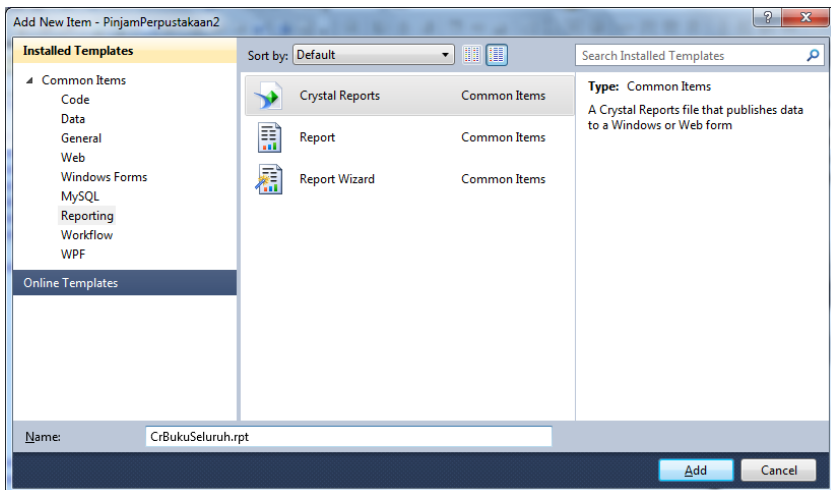 Add New Item - PinjamPerpustakaan2
Installed Templates
Common Items
Code
Data
General
Web
Windows Forms
MySQL
Reporting
Workflow
WPF
Online Templates
Sort by: Default
Crystal Reports Common Items
Report Common Items
Report Wizard Common Items
Search Installed Templates
Type: Common Items
A Crystal Reports file that publishes data
to a Windows or Web form
Name: CrBukuSeluruh.rpt
Add Cancel